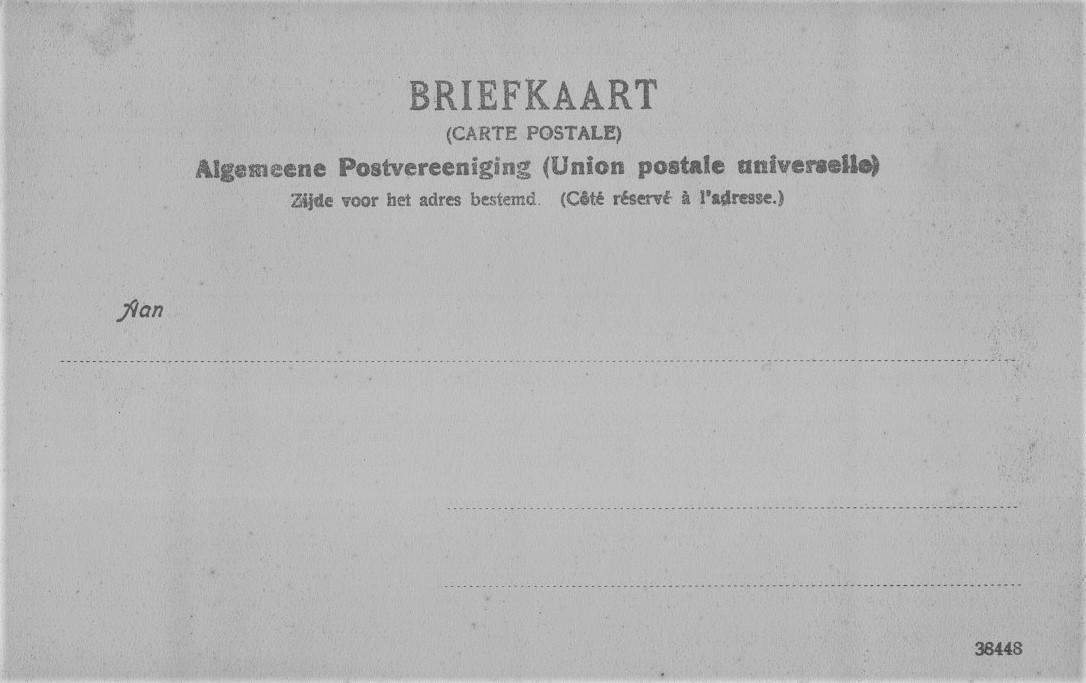 BRIEFKAART
(CARTE POSTALE)
Algemeene Postvereeniging (Union postale universelle)
Zijde voor het adres bestemd. (Côté réservé à l'adresse.)
Aan
38448